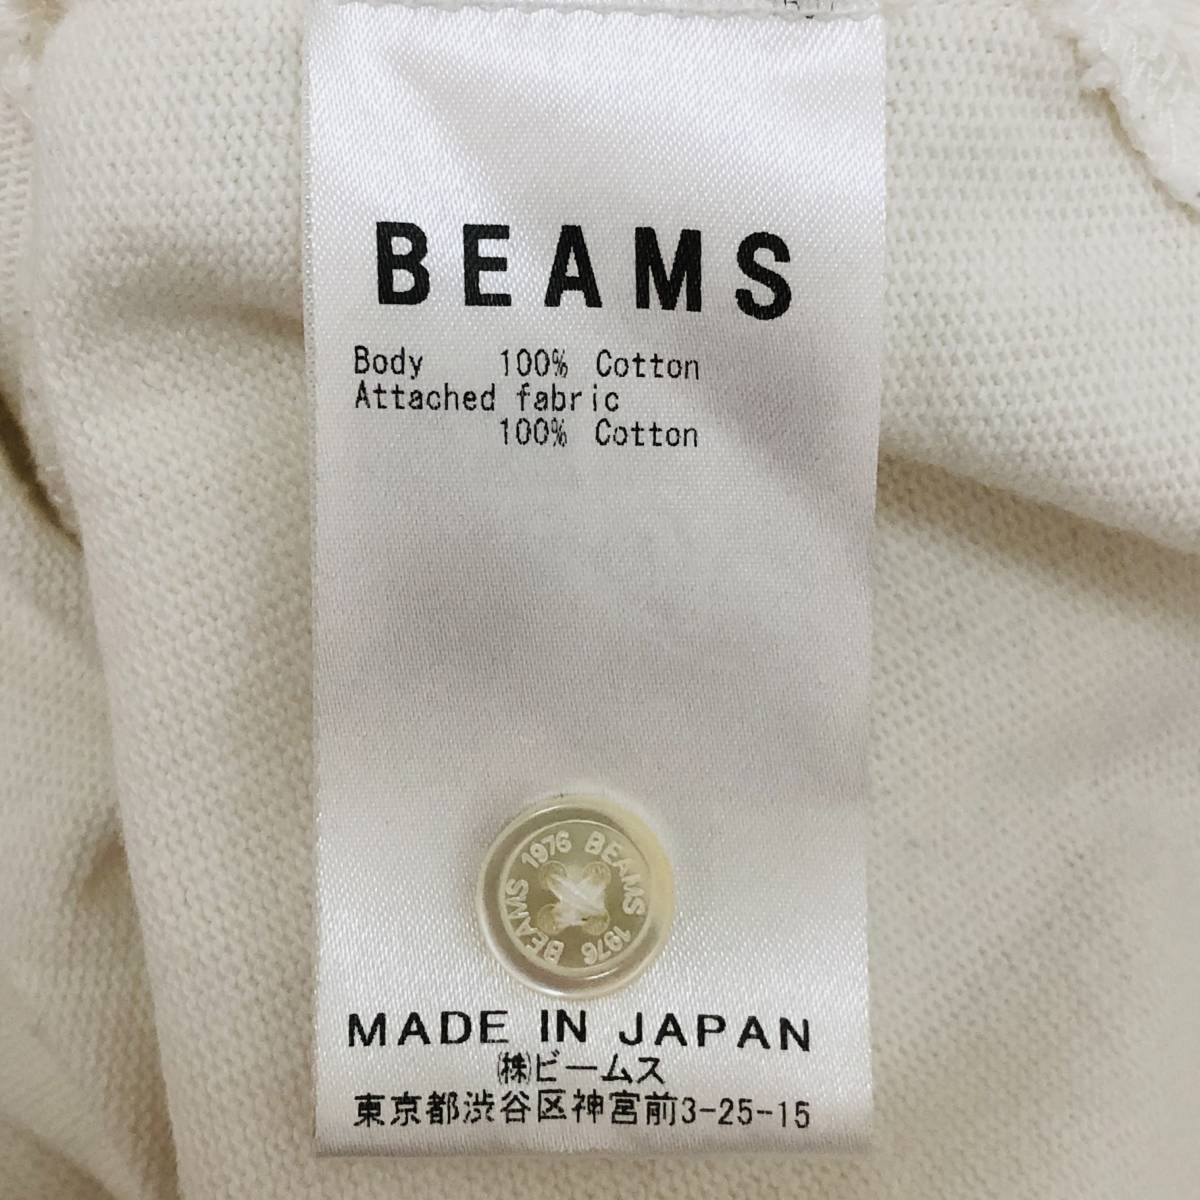 BEAMS
Body 100% Cotton
Attached fabric
100% Cotton
1976 BEAMS 1976 BEAMS
MADE IN JAPAN
㈱ビームス
東京都渋谷区神宮前3-25-15